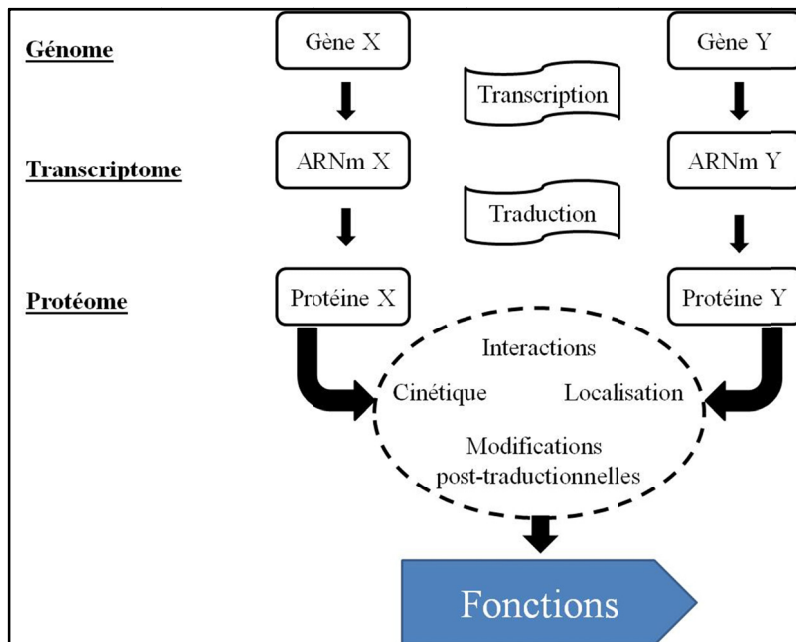 Génome
Gène X
Gène Y
Transcription
Transcriptome
ARNm X
ARNm Y
Traduction
Protéome
Protéine X
Protéine Y
Interactions
Cinétique
Localisation
Modifications
post-traductionnelles
Fonctions